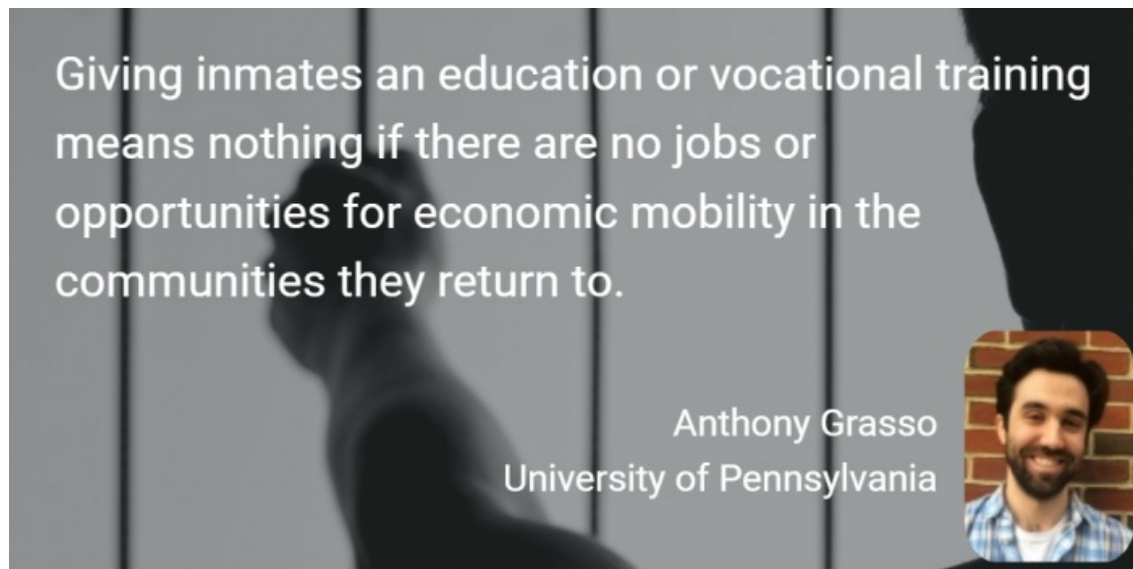 Giving inmates an education or vocational training
means nothing if there are no jobs or
opportunities for economic mobility in the
communities they return to.
Anthony Grasso
University of Pennsylvania